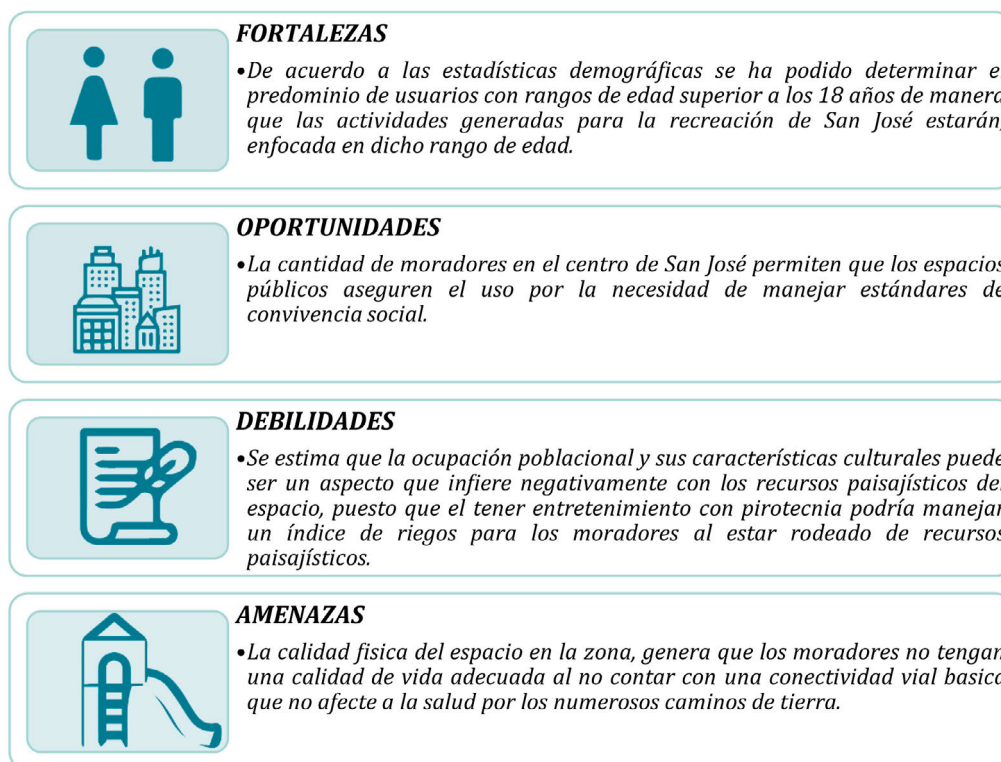 FORTALEZAS
•De acuerdo a las estadísticas demográficas se ha podido determinar el
predominio de usuarios con rangos de edad superior a los 18 años de manera
que las actividades generadas para la recreación de San José estarán,
enfocada en dicho rango de edad.
OPORTUNIDADES
•La cantidad de moradores en el centro de San José permiten que los espacios
públicos aseguren el uso por la necesidad de manejar estándares de
convivencia social.
DEBILIDADES
•Se estima que la ocupación poblacional y sus características culturales puede
ser un aspecto que infiere negativamente con los recursos paisajísticos del
espacio, puesto que el tener entretenimiento con pirotecnia podría manejar
un índice de riegos para los moradores al estar rodeado de recursos
paisajísticos.
AMENAZAS
•La calidad fisica del espacio en la zona, genera que los moradores no tengan
una calidad de vida adecuada al no contar con una conectividad vial basica
que no afecte a la salud por los numerosos caminos de tierra.